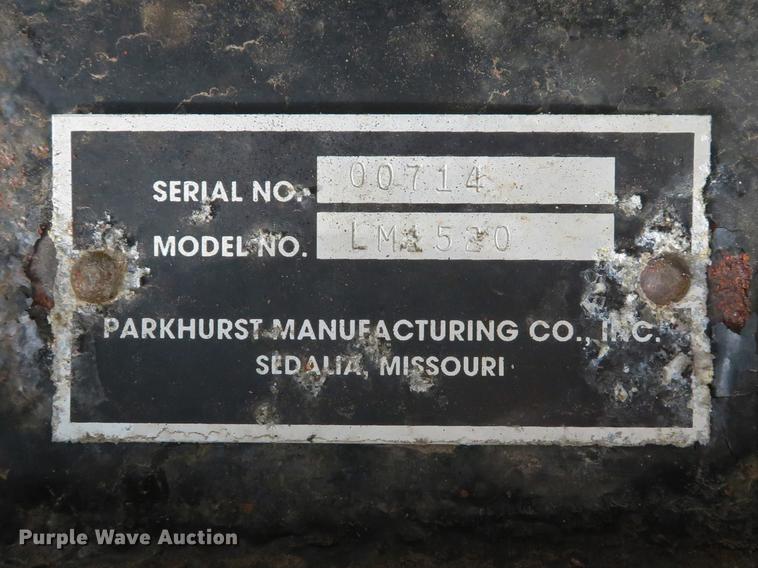 SERIAL NO. 00714
MODEL NO. LM1520
PARKHURST MANUFACTURING CO., INC.
SEDALIA, MISSOURI
Purple Wave Auction